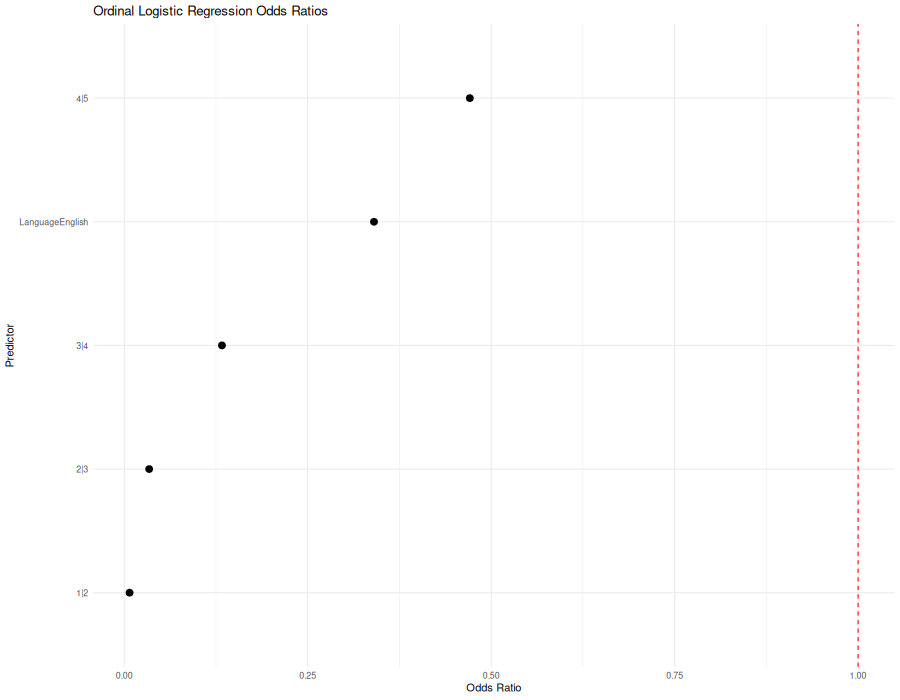 Ordinal Logistic Regression Odds Ratios
4|5
LanguageEnglish
3|4
2|3
1|2
Predictor
0.00 0.25 0.50 0.75 1.00
Odds Ratio